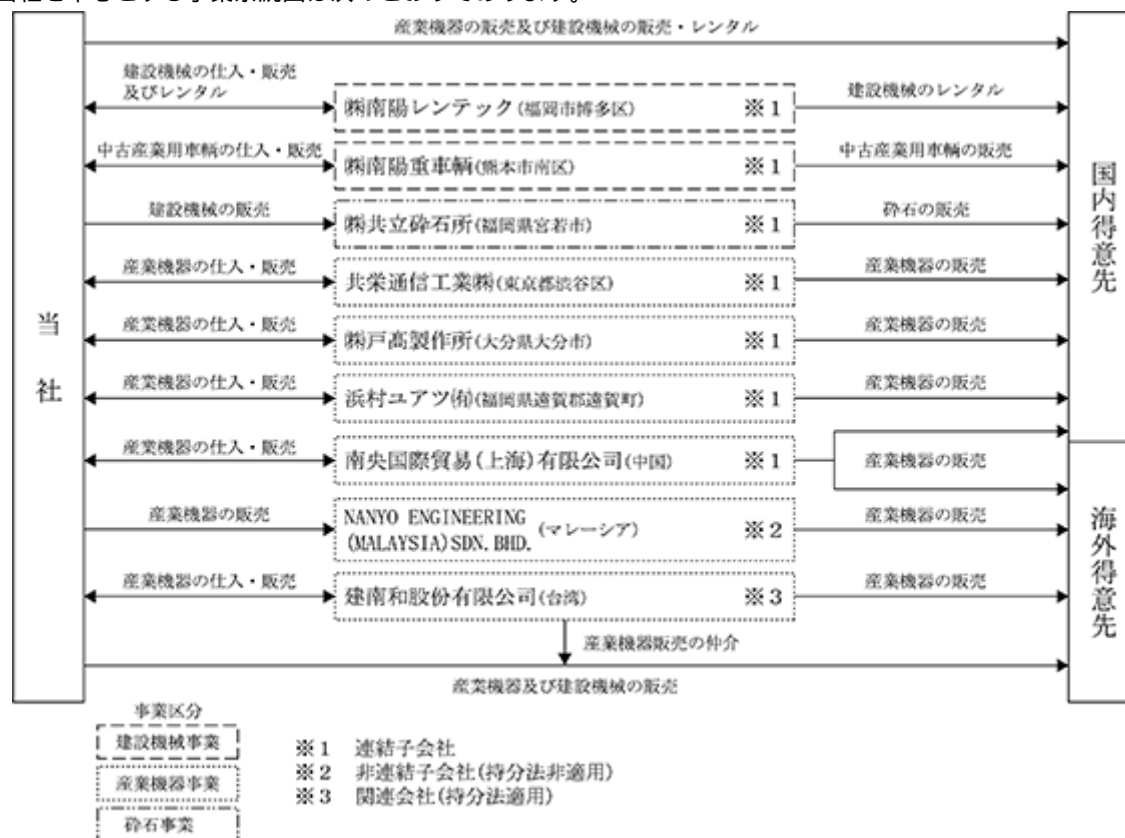 産業機器の販売及び建設機械の販売・レンタル
建設機械の仕入・販売
及びレンタル
㈱南陽レンテック(福岡市博多区) ※1
建設機械のレンタル
中古産業用車輌の仕入・販売
㈱南陽重車輌(熊本市南区) ※1
中古産業用車輌の販売
建設機械の販売
㈱共立砕石所(福岡県宮若市) ※1
砕石の販売
産業機器の仕入・販売
共栄通信工業㈱(東京都渋谷区) ※1
産業機器の販売
産業機器の仕入・販売
㈱戸髙製作所(大分県大分市) ※1
産業機器の販売
産業機器の仕入・販売
浜村ユアツ㈲(福岡県遠賀郡遠賀町) ※1
産業機器の販売
産業機器の仕入・販売
南央国際貿易(上海)有限公司(中国) ※1
産業機器の販売
産業機器の販売
NANYO ENGINEERING
(MALAYSIA)SDN. BHD.
(マレーシア) ※2
産業機器の販売
産業機器の仕入・販売
建南和股份有限公司(台湾) ※3
産業機器の販売
産業機器販売の仲介
産業機器及び建設機械の販売
当社
国内得意先
海外得意先
事業区分
建設機械事業
産業機器事業
砕石事業
※1 連結子会社
※2 非連結子会社(持分法非適用)
※3 関連会社(持分法適用)